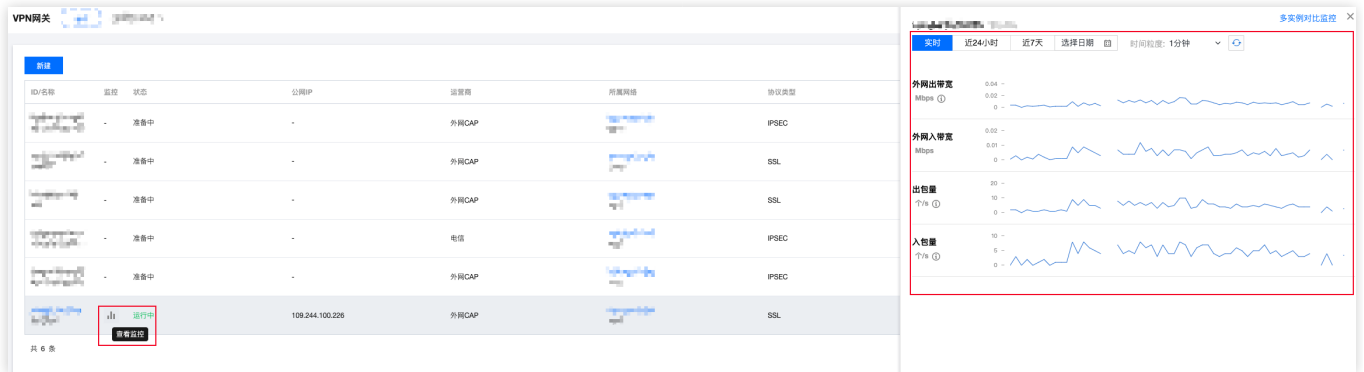 VPN网关
新建
ID/名称 监控 状态 公网IP 运营商 所属网络 协议类型
- 准备中 - 外网CAP IPSEC
- 准备中 - 外网CAP SSL
- 准备中 - 外网CAP SSL
- 准备中 - 电信 IPSEC
- 准备中 - 外网CAP IPSEC
运行中 109.244.100.226 外网CAP SSL
查看监控
共 6 条
多实例对比监控
实时 近24小时 近7天 选择日期 时间粒度: 1分钟
外网出带宽
Mbps
0.04
0.02
0
外网入带宽
Mbps
0.02
0.01
0
出包量
个/s
20
10
0
入包量
个/s
10
5
0